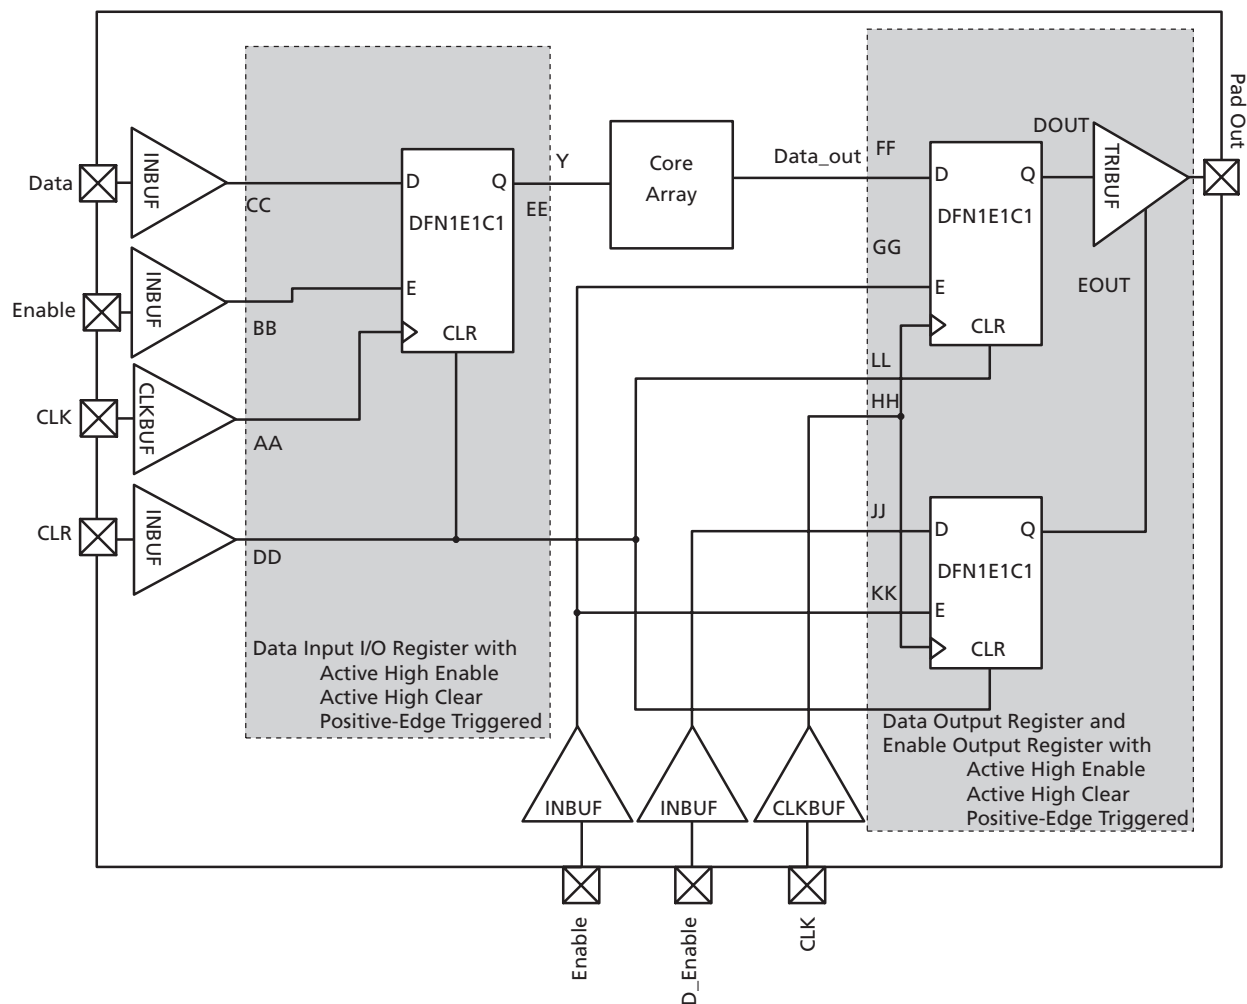 Pad Out
DOUT
Data
INBUF
CC
D
Q
DFN1E1C1
E
CLR
Y
EE
Core
Array
Data_out
FF
D
Q
DFN1E1C1
E
CLR
TRIBUF
GG
EOUT
Enable
INBUF
BB
CLK
CLKBUF
AA
LL
HH
CLR
INBUF
DD
JJ
D
Q
DFN1E1C1
KK
E
CLR
Data Input I/O Register with
Active High Enable
Active High Clear
Positive-Edge Triggered
Data Output Register and
Enable Output Register with
Active High Enable
Active High Clear
Positive-Edge Triggered
INBUF
INBUF
CLKBUF
Enable
D_Enable
CLK